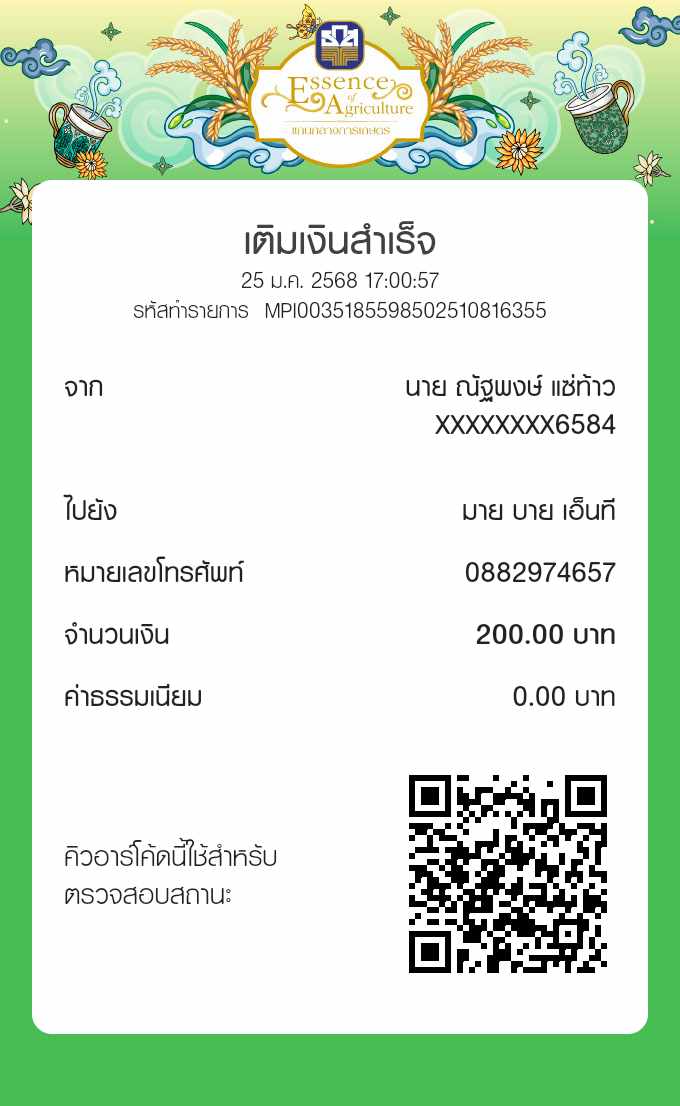 Essence
of
Agriculture
แกนกลางการเกษตร
เติมเงินสำเร็จ
25 ม.ค. 2568 17:00:57
รหัสทำรายการ MPI0035185598502510816355
จาก นาย ณัฐพงษ์ แซ่ท้าว
XXXXXXXX6584
ไปยัง มาย บาย เอ็นที
หมายเลขโทรศัพท์ 0882974657
จำนวนเงิน 200.00 บาท
ค่าธรรมเนียม 0.00 บาท
คิวอาร์โค้ดนี้ใช้สำหรับ
ตรวจสอบสถานะ